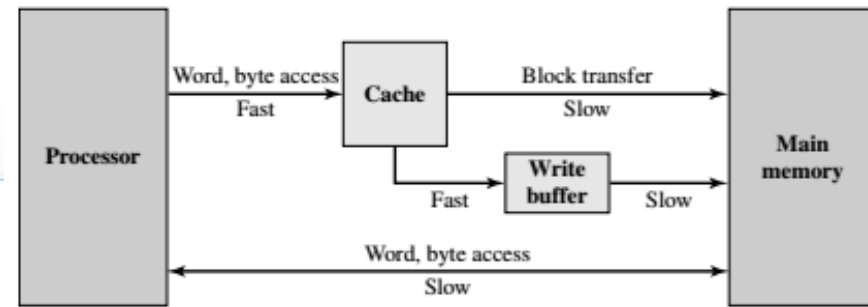 Processor
Word, byte access
Fast
Cache
Block transfer
Slow
Fast
Write
buffer
Slow
Main
memory
Word, byte access
Slow